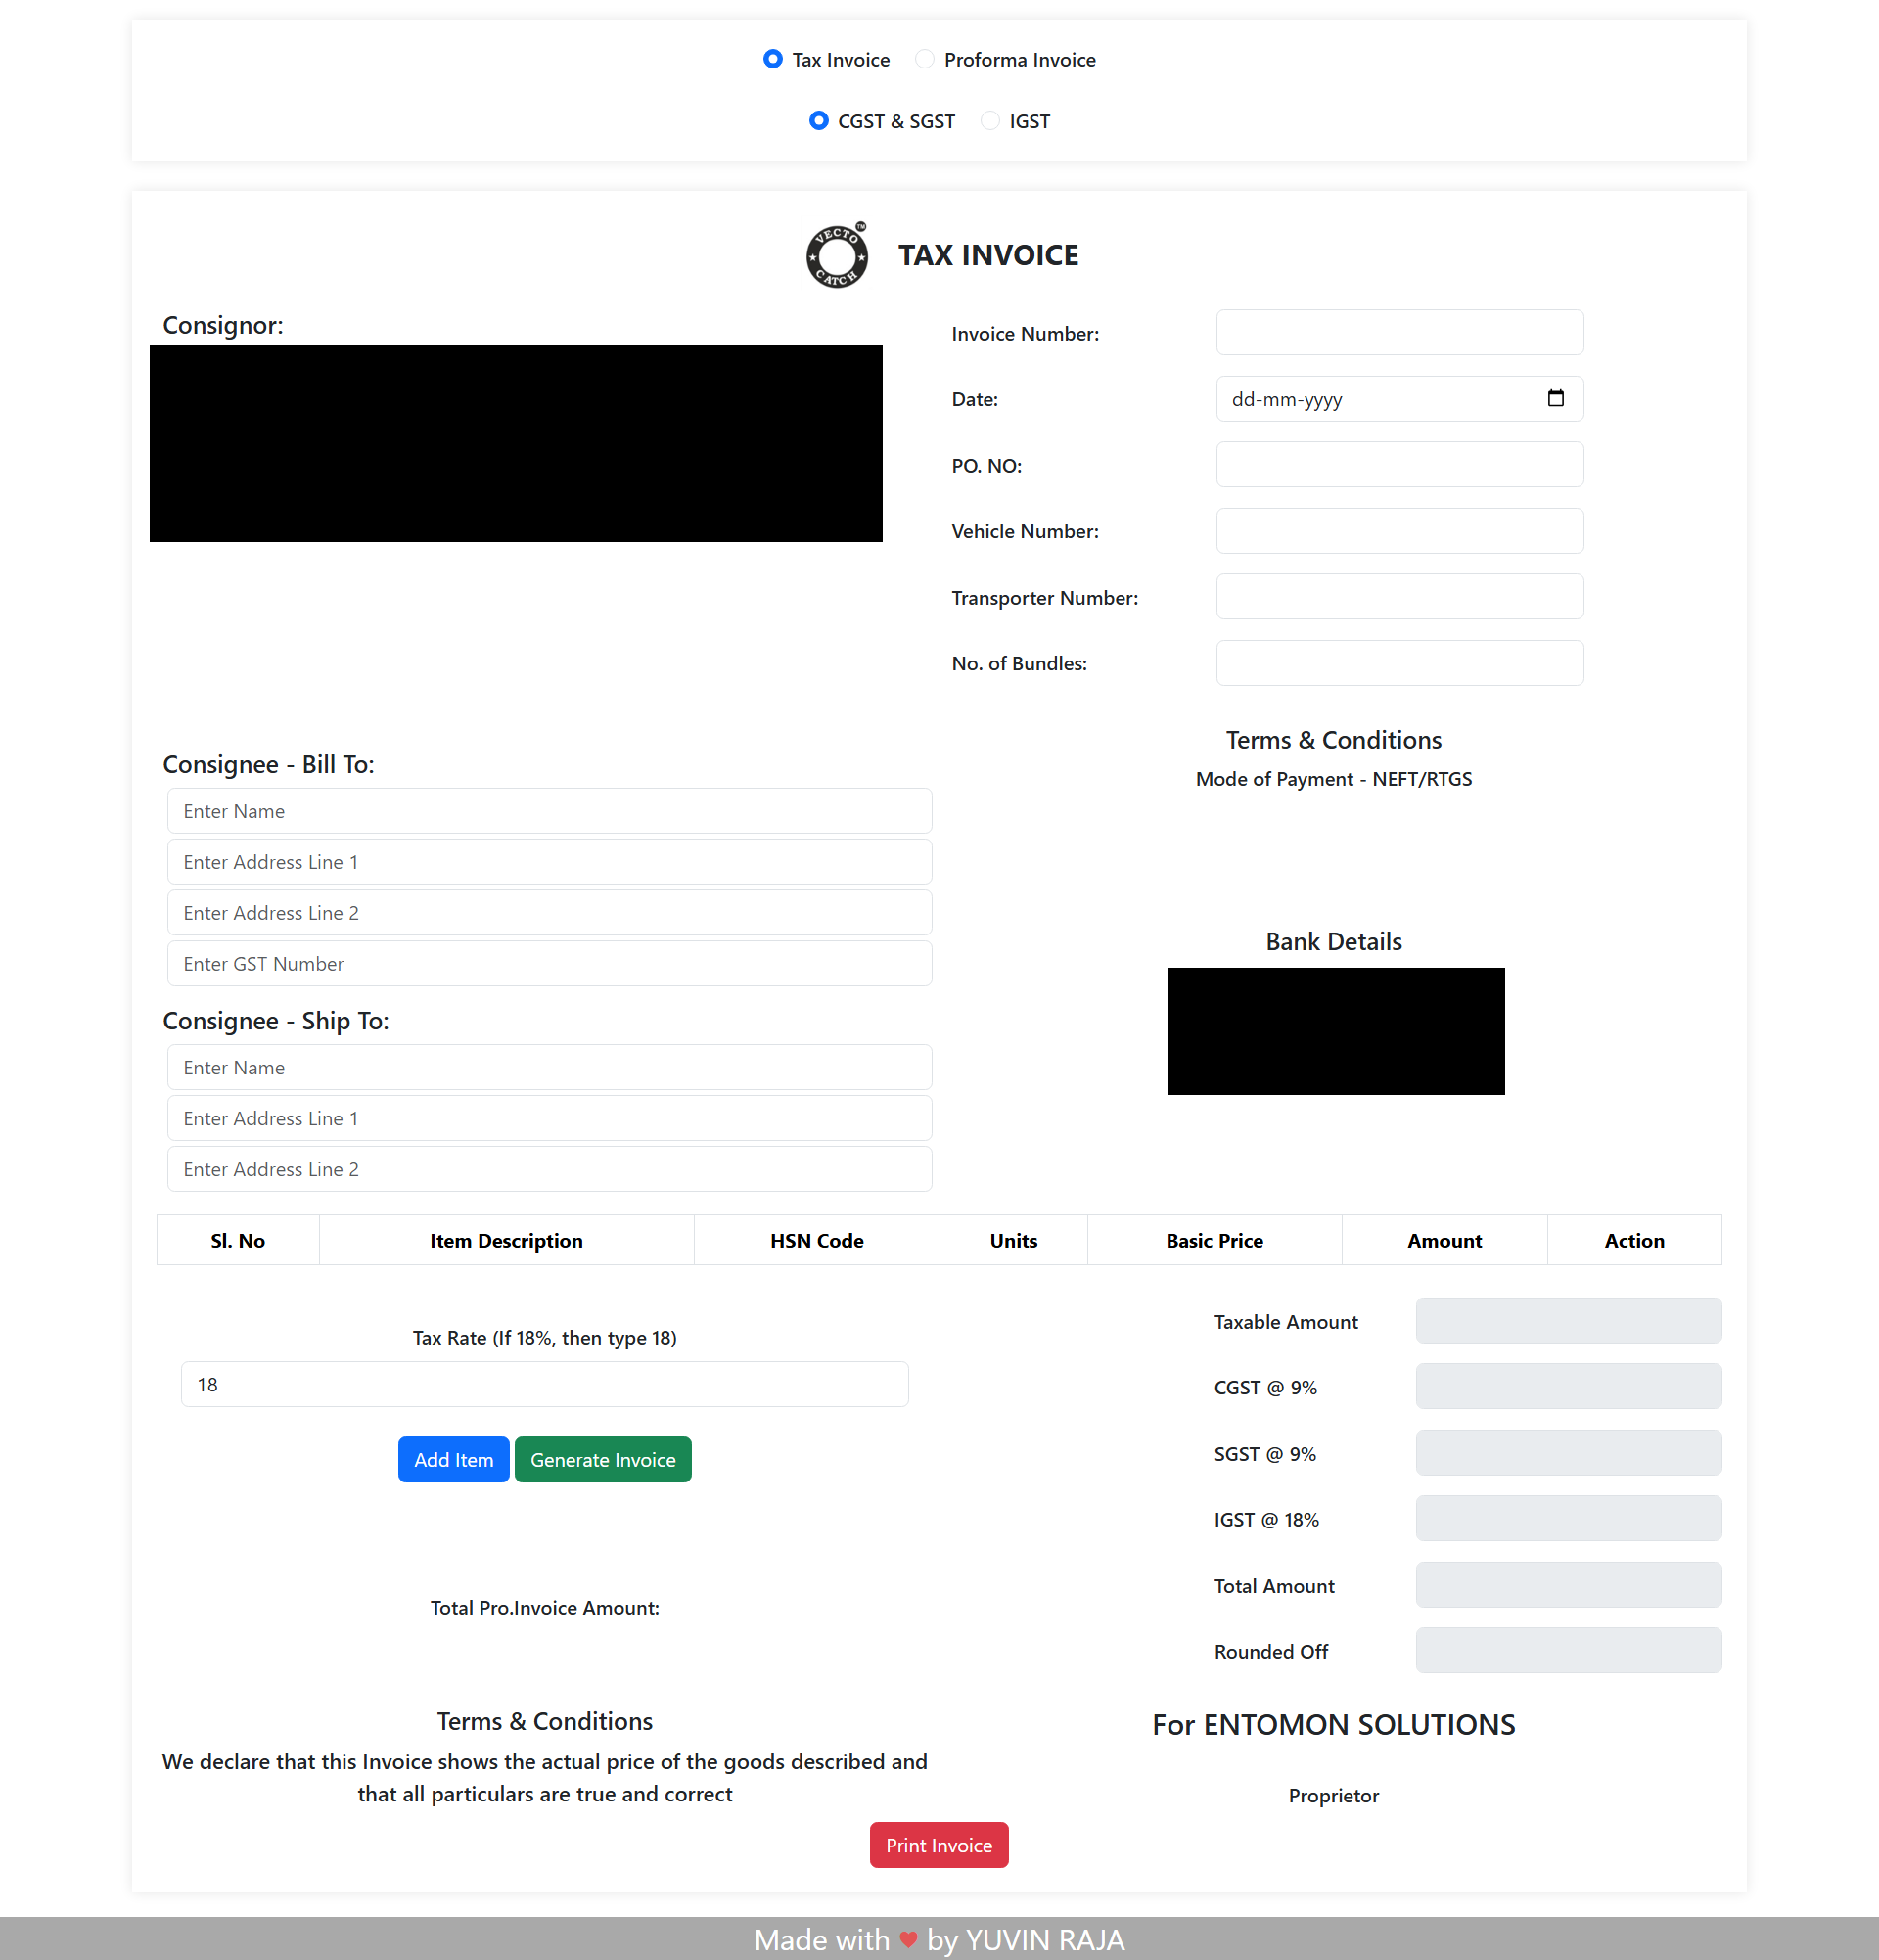 Tax Invoice Proforma Invoice
CGST & SGST IGST
VECTO CATCH TM
TAX INVOICE
Consignor:
Invoice Number:
Date: dd-mm-yyyy
PO. NO:
Vehicle Number:
Transporter Number:
No. of Bundles:
Terms & Conditions
Mode of Payment - NEFT/RTGS
Consignee - Bill To:
Enter Name
Enter Address Line 1
Enter Address Line 2
Enter GST Number
Bank Details
Consignee - Ship To:
Enter Name
Enter Address Line 1
Enter Address Line 2
Sl. No Item Description HSN Code Units Basic Price Amount Action
Tax Rate (If 18%, then type 18)
18
Add Item Generate Invoice
Total Pro.Invoice Amount:
Taxable Amount
CGST @ 9%
SGST @ 9%
IGST @ 18%
Total Amount
Rounded Off
Terms & Conditions
We declare that this Invoice shows the actual price of the goods described and
that all particulars are true and correct
For ENTOMON SOLUTIONS
Proprietor
Print Invoice
Made with ❤ by YUVIN RAJA